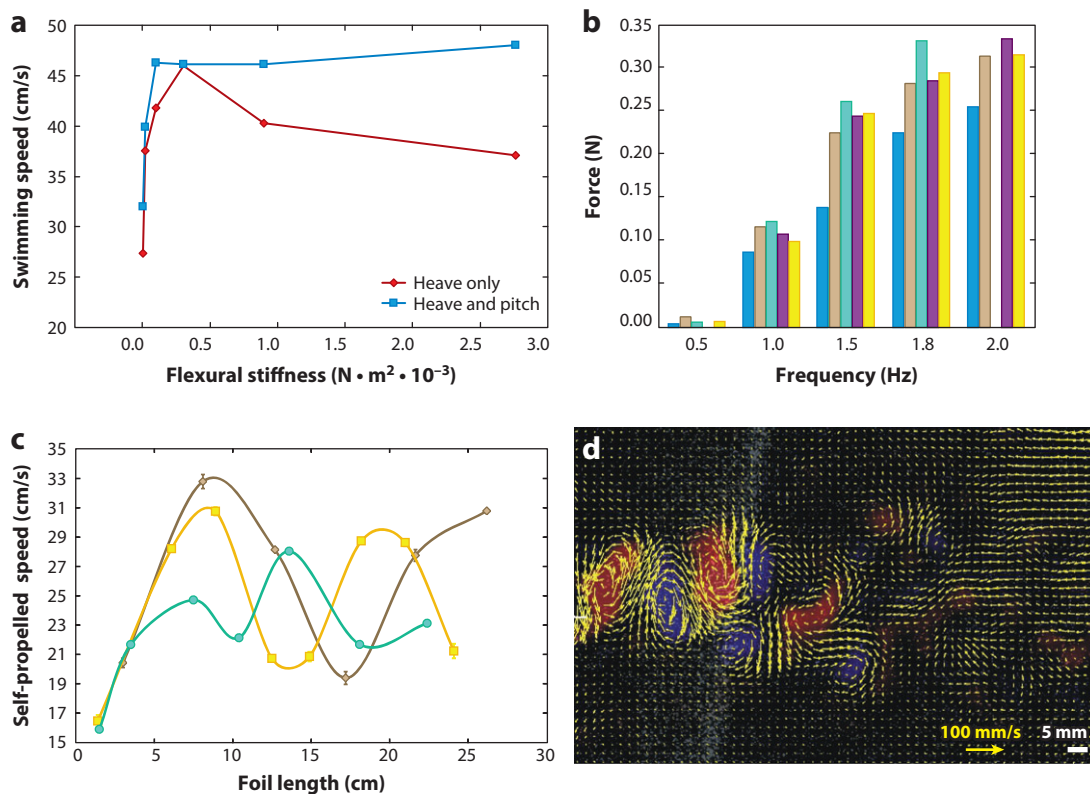 a
Swimming speed (cm/s)
50
45
40
35
30
25
20
Heave only
Heave and pitch
0.0 0.5 1.0 1.5 2.0 2.5 3.0
Flexural stiffness (N • m² • 10⁻³)
b
Force (N)
0.35
0.30
0.25
0.20
0.15
0.10
0.05
0.00
0.5 1.0 1.5 1.8 2.0
Frequency (Hz)
c
Self-propelled speed (cm/s)
35
33
31
29
27
25
23
21
19
17
15
0 5 10 15 20 25 30
Foil length (cm)
d
100 mm/s 5 mm